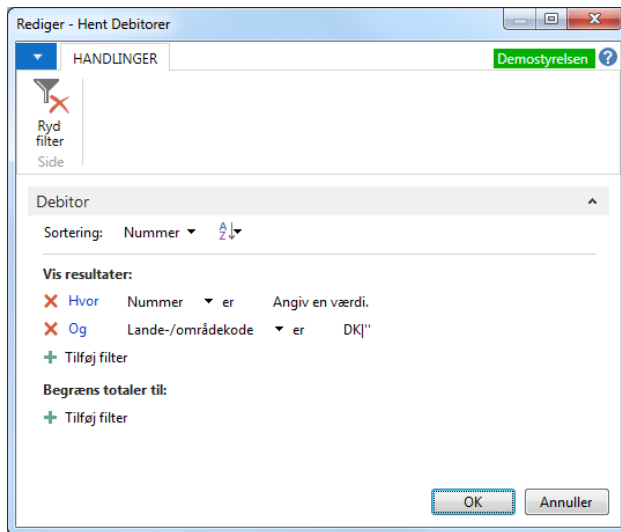 Rediger - Hent Debitorer
HANDLINGER
Demostyrelsen
Ryd
filter
Side
Debitor
Sortering: Nummer
Vis resultater:
Hvor Nummer er Angiv en værdi.
Og Lande-/områdekode er DK|''
Tilføj filter
Begræns totaler til:
Tilføj filter
OK Annuller